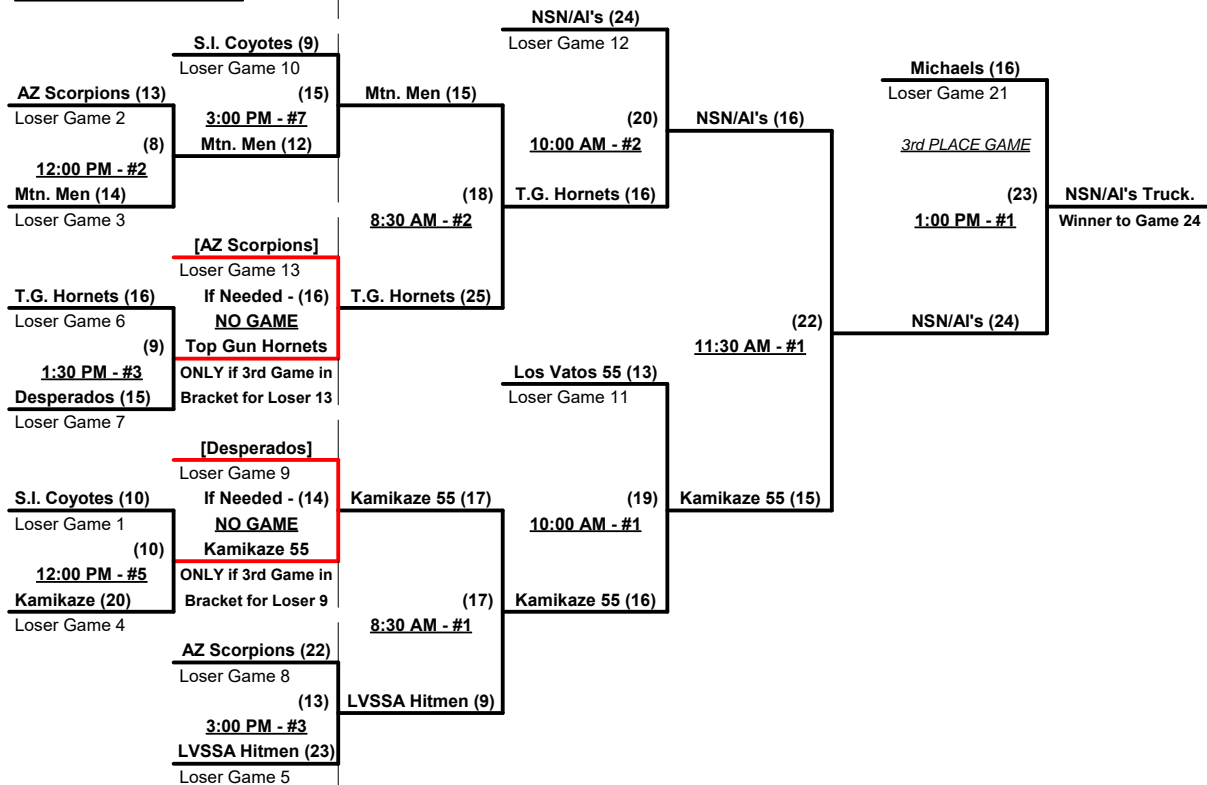 NSN/Al's (24)
Loser Game 12
S.I. Coyotes (9)
Loser Game 10
AZ Scorpions (13)
Loser Game 2
(15)
3:00 PM - #7
Mtn. Men (12)
(8)
12:00 PM - #2
Mtn. Men (14)
Loser Game 3
Mtn. Men (15)
(18)
8:30 AM - #2
(20)
10:00 AM - #2
T.G. Hornets (16)
NSN/Al's (16)
Michaels (16)
Loser Game 21
3rd PLACE GAME
(23)
1:00 PM - #1
NSN/Al's Truck.
Winner to Game 24
[AZ Scorpions]
Loser Game 13
If Needed - (16)
NO GAME
Top Gun Hornets
ONLY if 3rd Game in
Bracket for Loser 13
T.G. Hornets (16)
Loser Game 6
(9)
1:30 PM - #3
Desperados (15)
Loser Game 7
T.G. Hornets (25)
(22)
11:30 AM - #1
NSN/Al's (24)
Los Vatos 55 (13)
Loser Game 11
[Desperados]
Loser Game 9
If Needed - (14)
NO GAME
Kamikaze 55
ONLY if 3rd Game in
Bracket for Loser 9
S.I. Coyotes (10)
Loser Game 1
(10)
12:00 PM - #5
Kamikaze (20)
Loser Game 4
Kamikaze 55 (17)
(19)
10:00 AM - #1
Kamikaze 55 (15)
(17)
8:30 AM - #1
Kamikaze 55 (16)
AZ Scorpions (22)
Loser Game 8
(13)
3:00 PM - #3
LVSSA Hitmen (23)
Loser Game 5
LVSSA Hitmen (9)